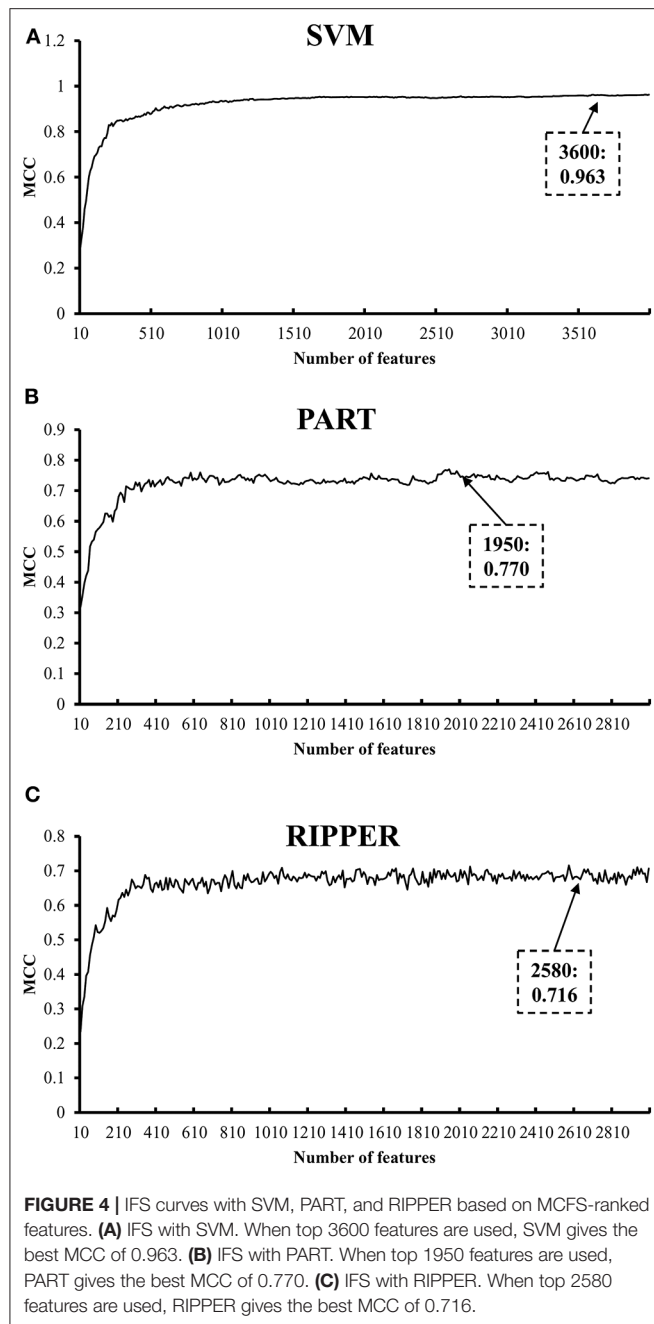 A
SVM
1.2
1
0.8
0.6
0.4
0.2
0
MCC
3600:
0.963
10 510 1010 1510 2010 2510 3010 3510
Number of features
B
PART
0.9
0.8
0.7
0.6
0.5
0.4
0.3
0.2
0.1
0
MCC
1950:
0.770
10 210 410 610 810 1010 1210 1410 1610 1810 2010 2210 2410 2610 2810
Number of features
C
RIPPER
0.8
0.7
0.6
0.5
0.4
0.3
0.2
0.1
0
MCC
2580:
0.716
10 210 410 610 810 1010 1210 1410 1610 1810 2010 2210 2410 2610 2810
Number of features
FIGURE 4 | IFS curves with SVM, PART, and RIPPER based on MCFS-ranked
features. (A) IFS with SVM. When top 3600 features are used, SVM gives the
best MCC of 0.963. (B) IFS with PART. When top 1950 features are used,
PART gives the best MCC of 0.770. (C) IFS with RIPPER. When top 2580
features are used, RIPPER gives the best MCC of 0.716.